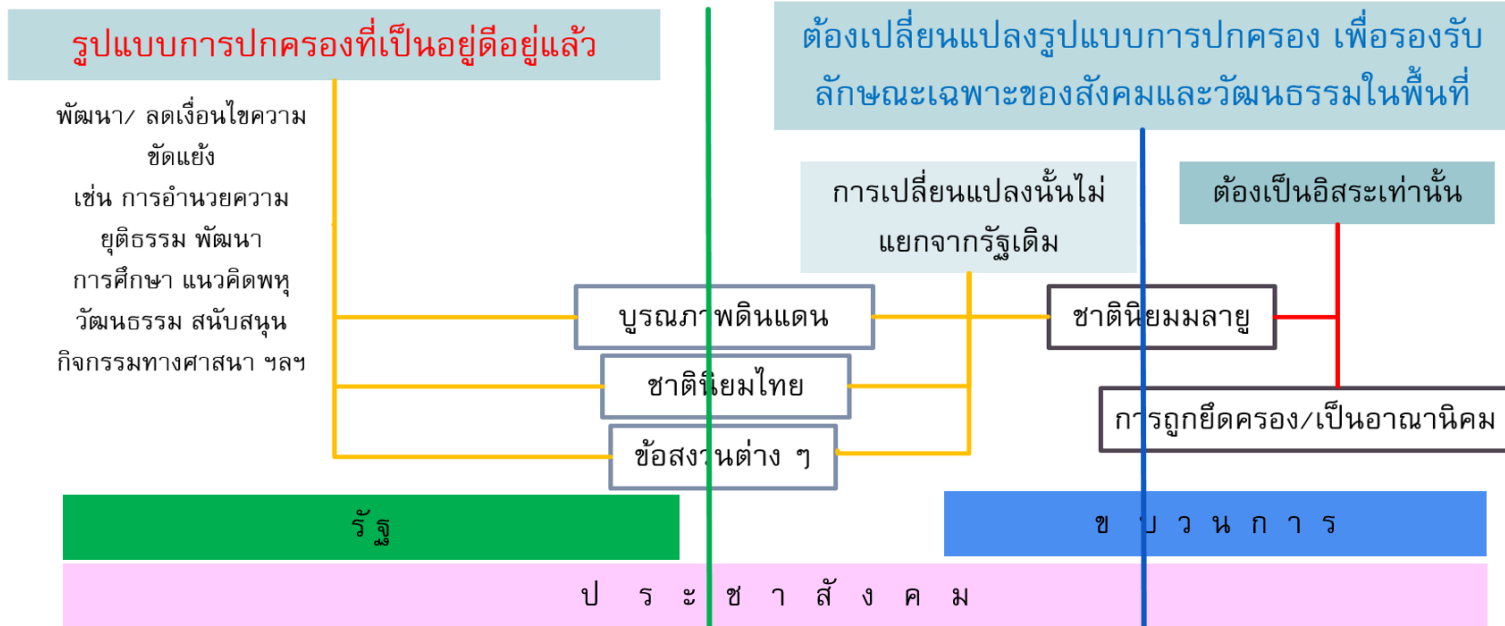 รูปแบบการปกครองที่เป็นอยู่ดีอยู่แล้ว
ต้องเปลี่ยนแปลงรูปแบบการปกครอง เพื่อรองรับ
ลักษณะเฉพาะของสังคมและวัฒนธรรมในพื้นที่
พัฒนา/ ลดเงื่อนไขความ
ขัดแย้ง
เช่น การอำนวยความ
ยุติธรรม พัฒนา
การศึกษา แนวคิดพหุ
วัฒนธรรม สนับสนุน
กิจกรรมทางศาสนา ฯลฯ
การเปลี่ยนแปลงนั้นไม่
แยกจากรัฐเดิม
ต้องเป็นอิสระเท่านั้น
บูรณภาพดินแดน
ชาตินิยมมลายู
ชาตินิยมไทย
การถูกยึดครอง/เป็นอาณานิคม
ข้อสงวนต่าง ๆ
รัฐ
ข บ ว น ก า ร
ป ร ะ ช า สั ง ค ม